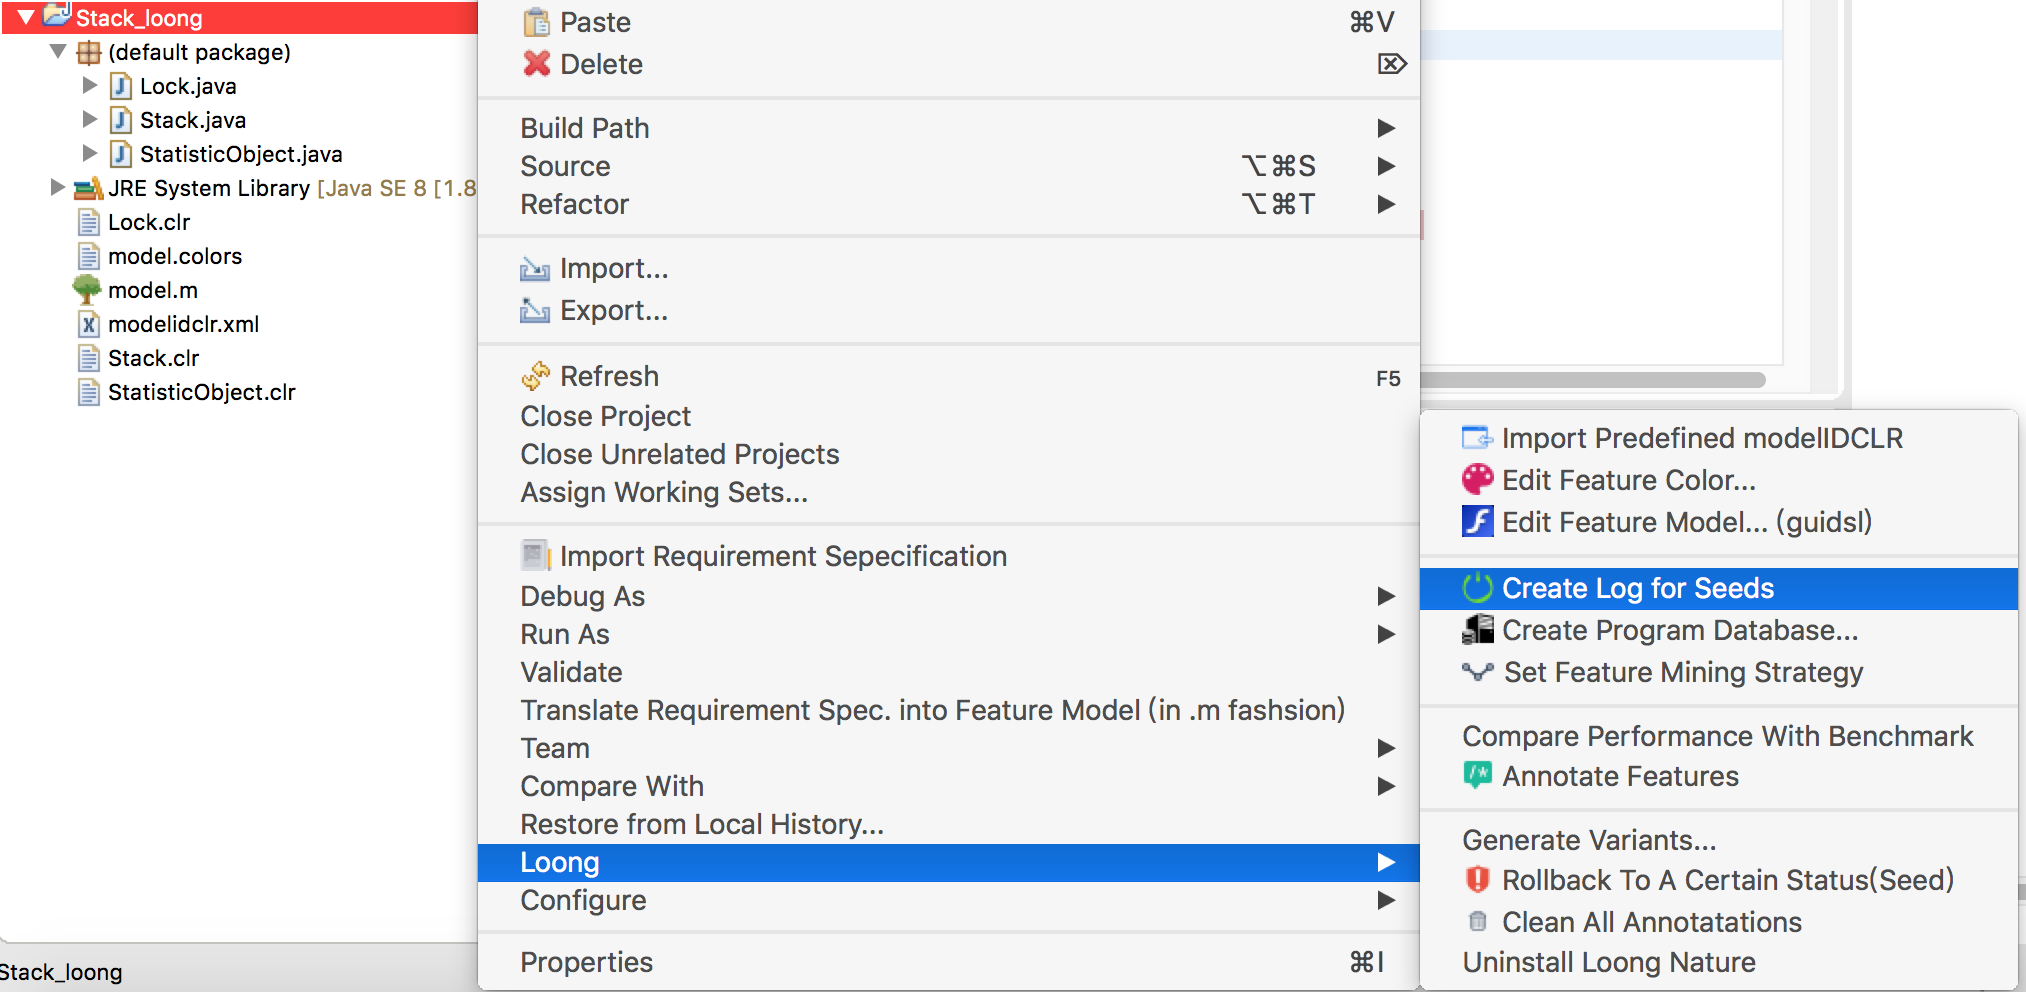 Stack_loong
(default package)
Lock.java
Stack.java
StatisticObject.java
JRE System Library [Java SE 8 [1.8
Lock.clr
model.colors
model.m
modelidclr.xml
Stack.clr
StatisticObject.clr
Stack_loong
Paste ⌘V
Delete ⌦
Build Path
Source ⌥⌘S
Refactor ⌥⌘T
Import...
Export...
Refresh F5
Close Project
Close Unrelated Projects
Assign Working Sets...
Import Requirement Sepecification
Debug As
Run As
Validate
Translate Requirement Spec. into Feature Model (in .m fashsion)
Team
Compare With
Restore from Local History...
Loong
Configure
Properties ⌘I
Import Predefined modelIDCLR
Edit Feature Color...
Edit Feature Model... (guidsl)
Create Log for Seeds
Create Program Database...
Set Feature Mining Strategy
Compare Performance With Benchmark
Annotate Features
Generate Variants...
Rollback To A Certain Status(Seed)
Clean All Annotatations
Uninstall Loong Nature